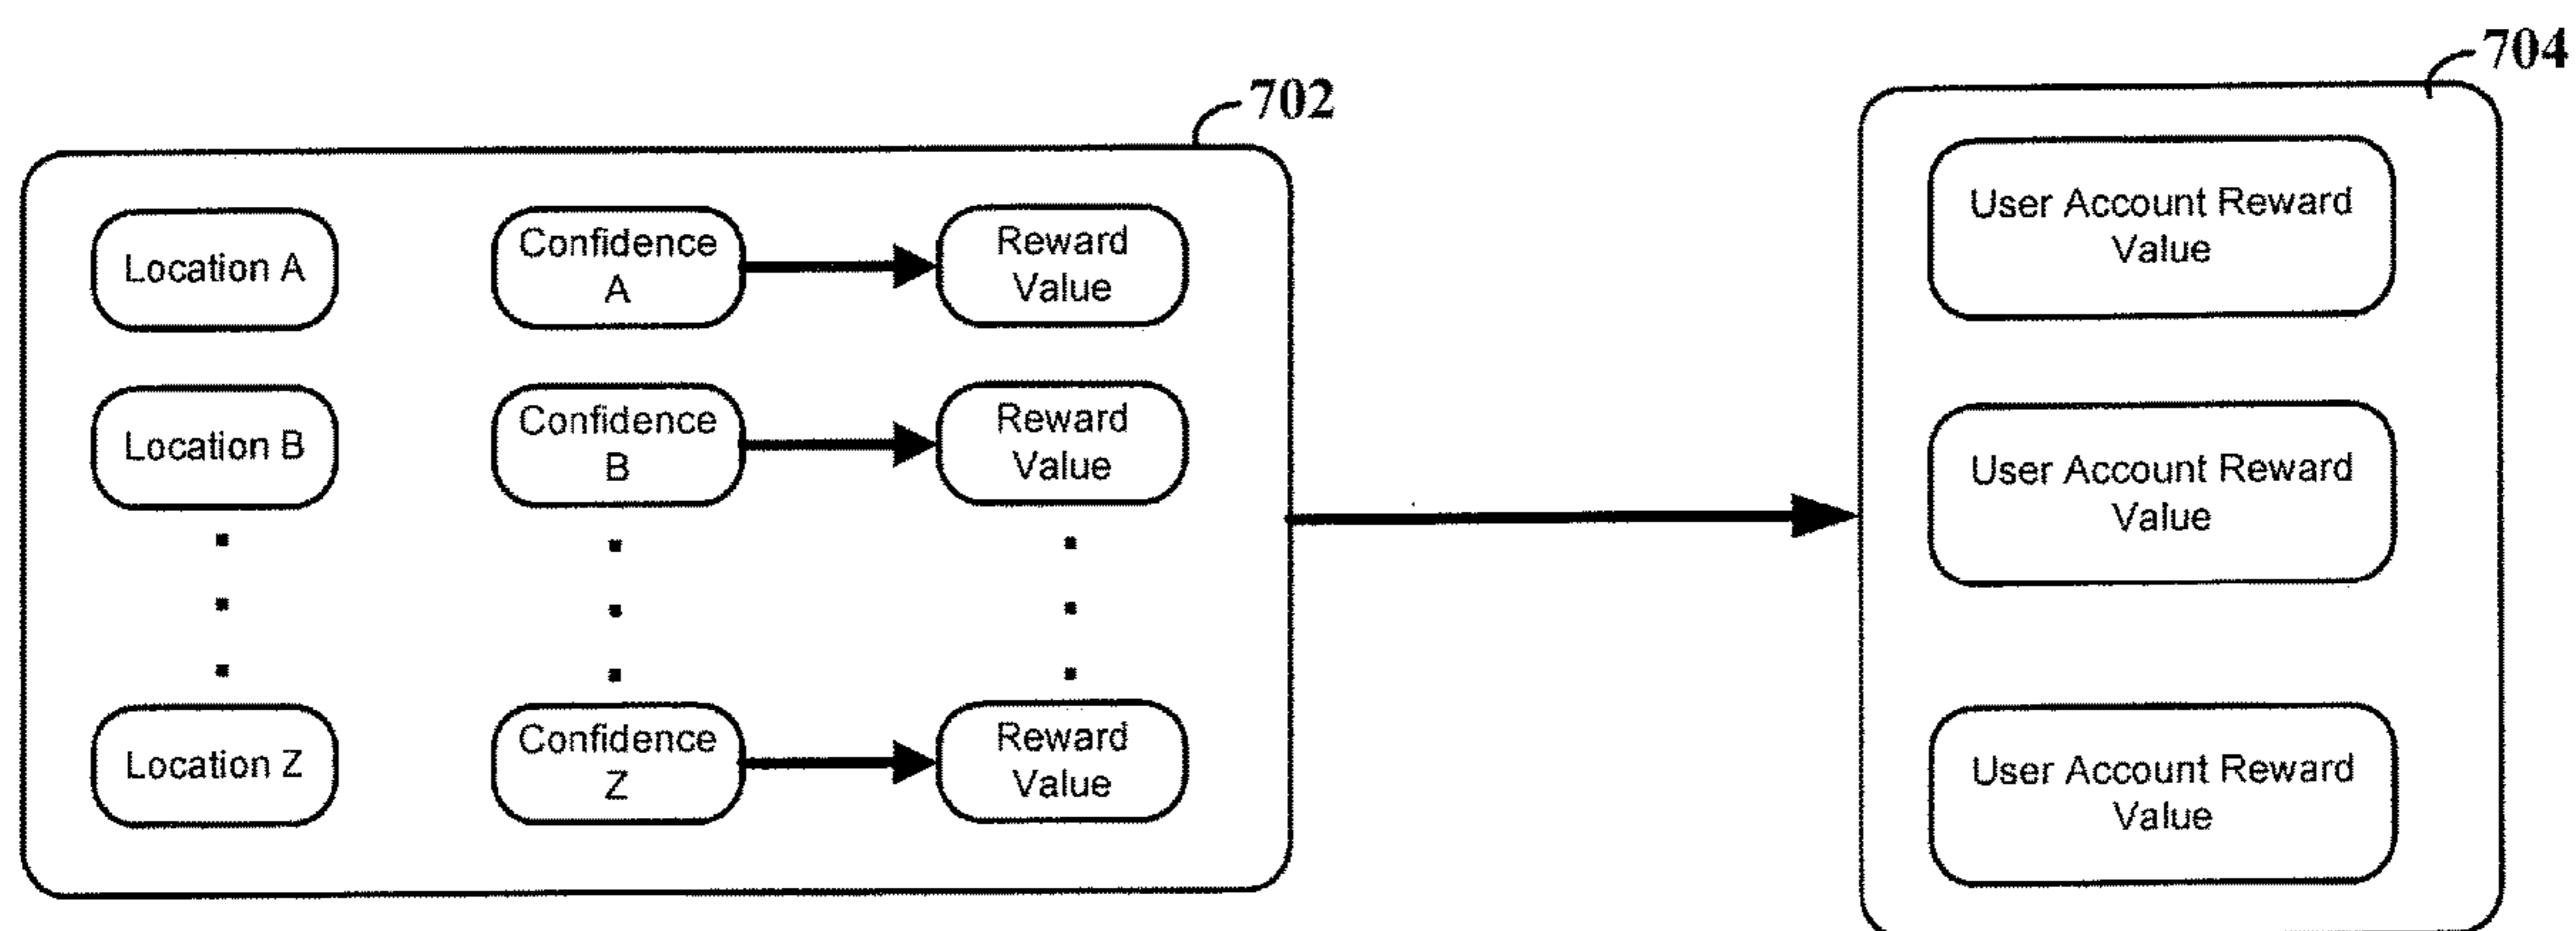 704
702
Location A
Confidence
A
Reward
Value
User Account Reward
Value
Location B
Confidence
B
Reward
Value
User Account Reward
Value
Location Z
Confidence
Z
Reward
Value
User Account Reward
Value